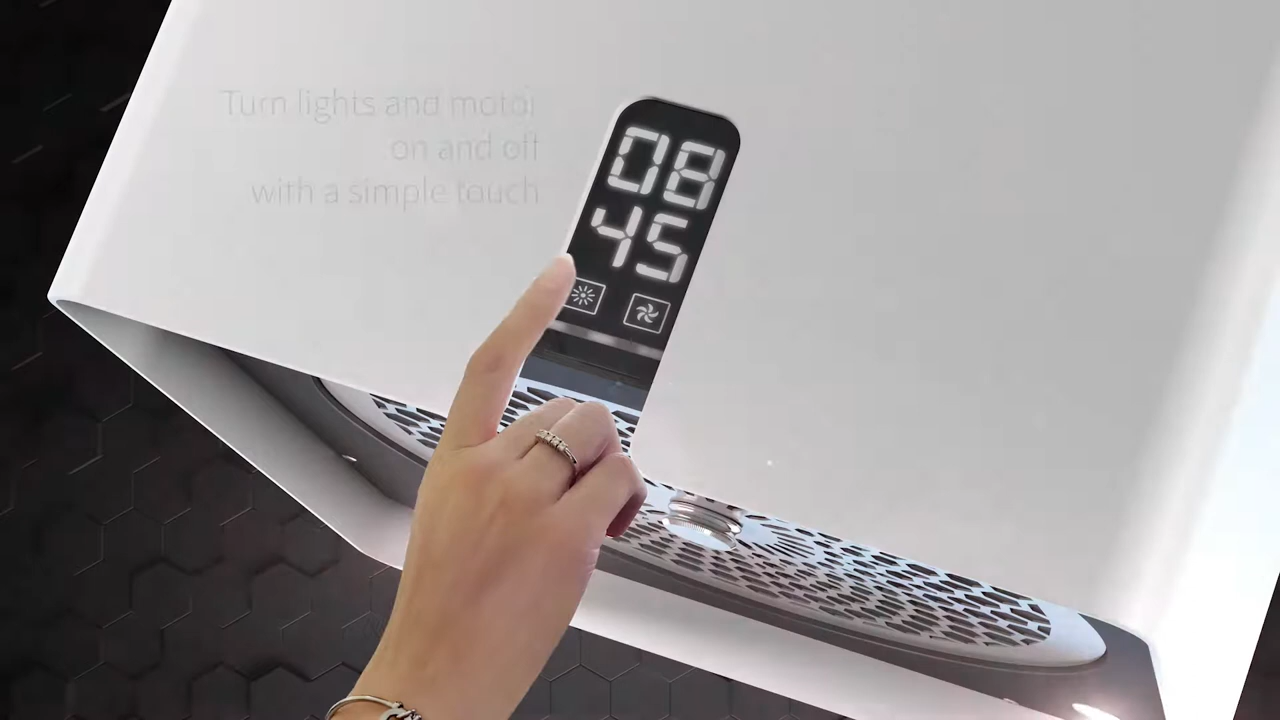 Turn lights and motor
on and off
with a simple touch
08
45